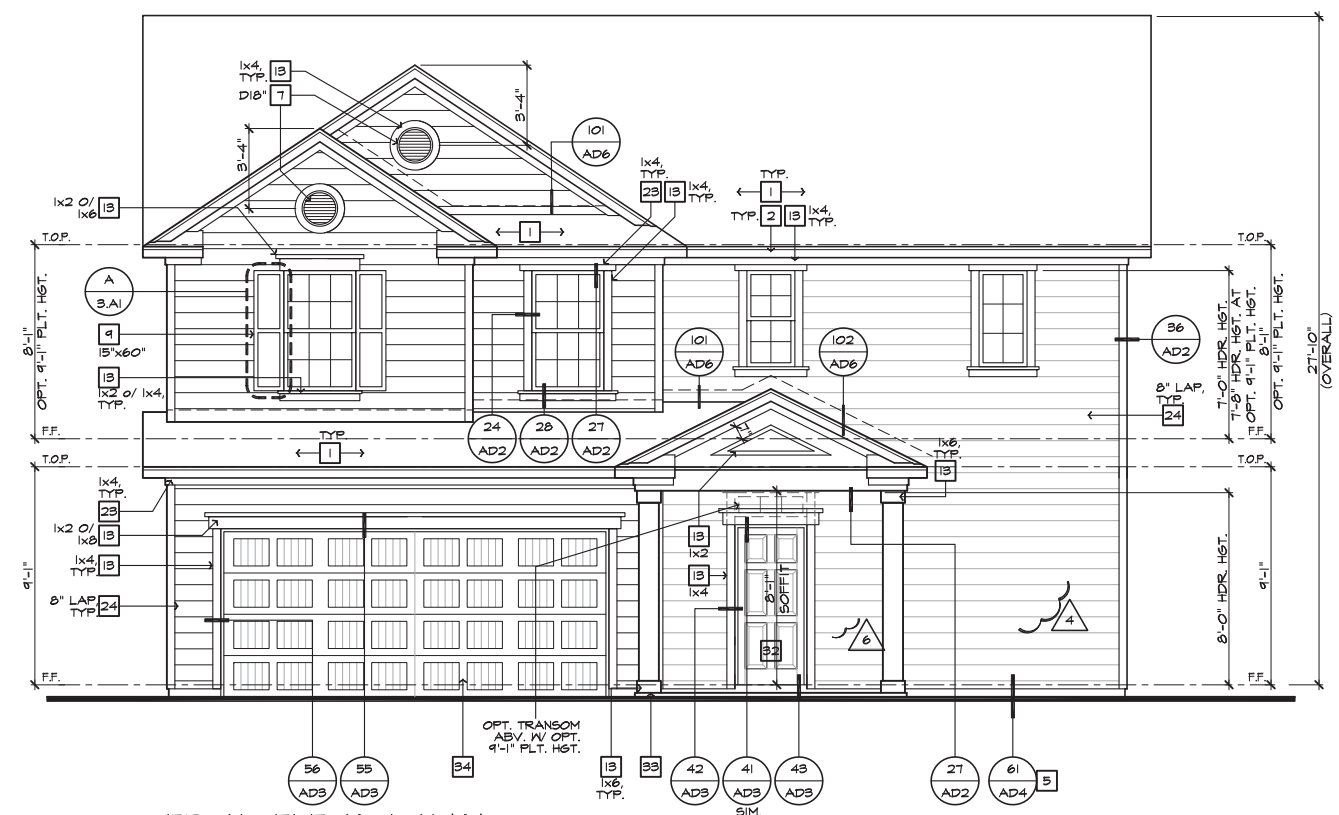 1x4,
TYP. 13
D18" 7
3'-4"
3'-4"
101
AD6
1x4,
TYP.
23 13 1x4,
TYP.
TYP.
1
TYP. 2 13 1x4,
TYP.
1x2 O/
1x6 13
1
T.O.P.
T.O.P.
A
3.A1
9
15"x60"
13
1x2 O/ 1x4,
TYP.
8'-1" PLT. HGT.
OPT. 9'-1" PLT. HGT.
101
AD6
102
AD6
36
AD2
8" LAP,
TYP.
24
7'-0" HDR. HGT.
7'-8" HDR. HGT. AT
OPT. 9'-1" PLT. HGT.
8'-1"
OPT. 9'-1" PLT. HGT.
27'-10"
(OVERALL)
F.F.
F.F.
TYP
1
24
AD2
28
AD2
27
AD2
1x6,
TYP.
13
T.O.P.
T.O.P.
1x4,
TYP.
23
1x2 O/
1x8 13
1x4,
TYP. 13
8" LAP
TYP. 24
9'-1"
13
1x2
13
1x4
8'-1"
SOFFIT
32
6
4
8'-0" HDR. HGT.
9'-1"
F.F.
F.F.
OPT. TRANSOM
ABV. W/ OPT.
9'-1" PLT. HGT.
56
AD3
55
AD3
34
13
1x6,
TYP.
33
42
AD3
41
AD3
SIM.
43
AD3
27
AD2
61
AD4
5